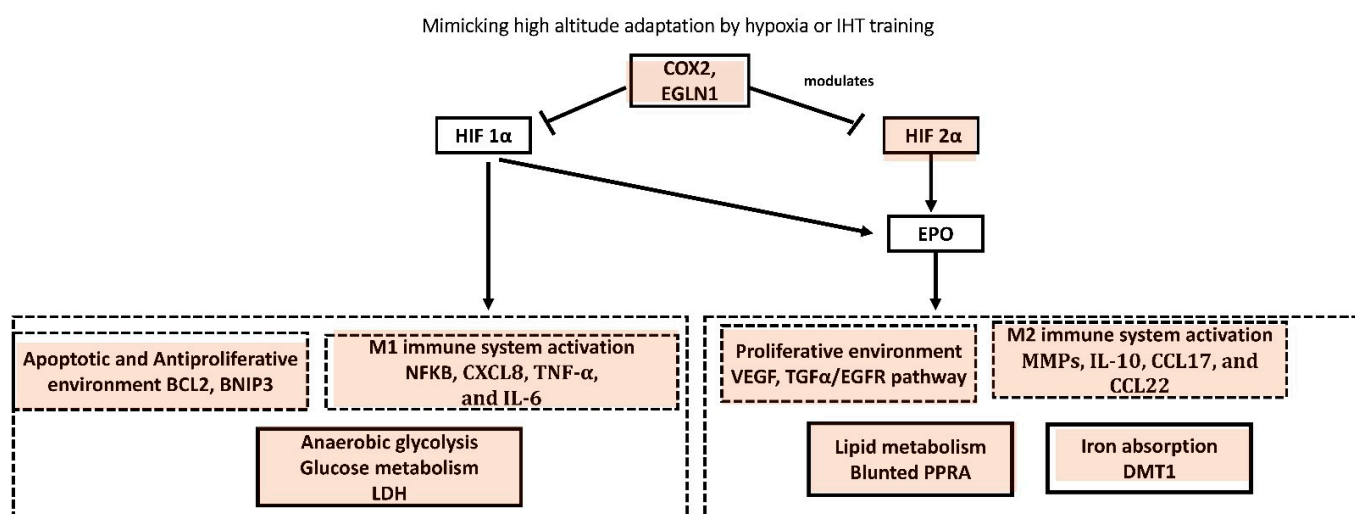 Mimicking high altitude adaptation by hypoxia or IHT training
COX2,
EGLN1
modulates
HIF 1α
HIF 2α
EPO
Apoptotic and Antiproliferative
environment BCL2, BNIP3
M1 immune system activation
NFKB, CXCL8, TNF-α,
and IL-6
Anaerobic glycolysis
Glucose metabolism
LDH
Proliferative environment
VEGF, TGFα/EGFR pathway
M2 immune system activation
MMPs, IL-10, CCL17, and
CCL22
Lipid metabolism
Blunted PPRA
Iron absorption
DMT1